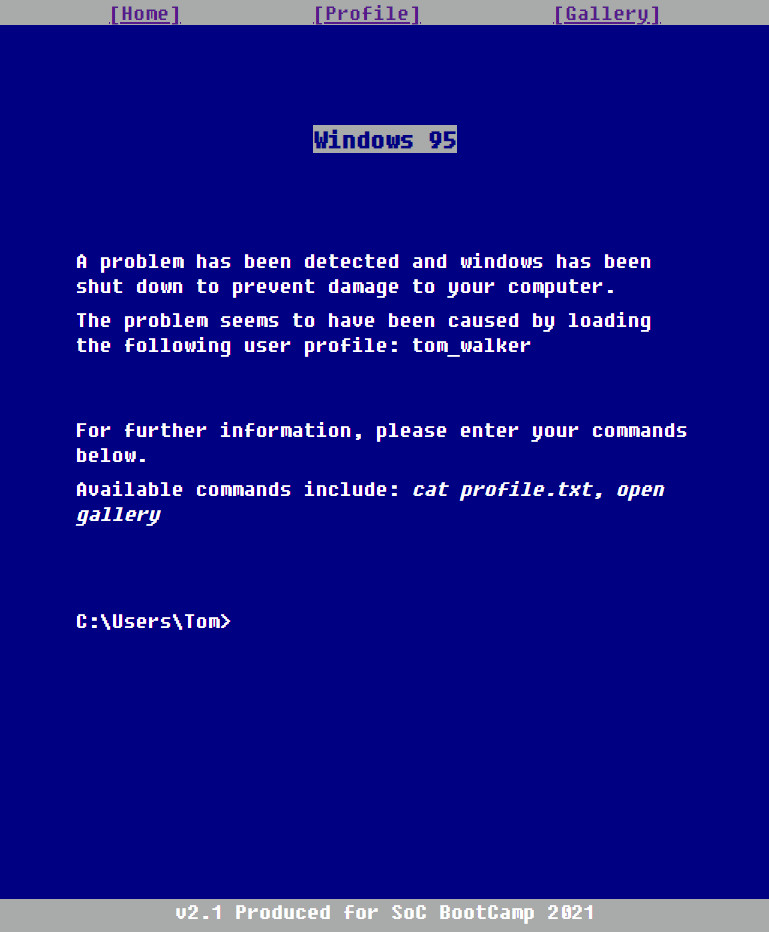 [Home] [Profile] [Gallery]
Windows 95
A problem has been detected and windows has been
shut down to prevent damage to your computer.
The problem seems to have been caused by loading
the following user profile: tom_walker
For further information, please enter your commands
below.
Available commands include: cat profile.txt, open
gallery
C:\Users\Tom>
v2.1 Produced for SoC BootCamp 2021